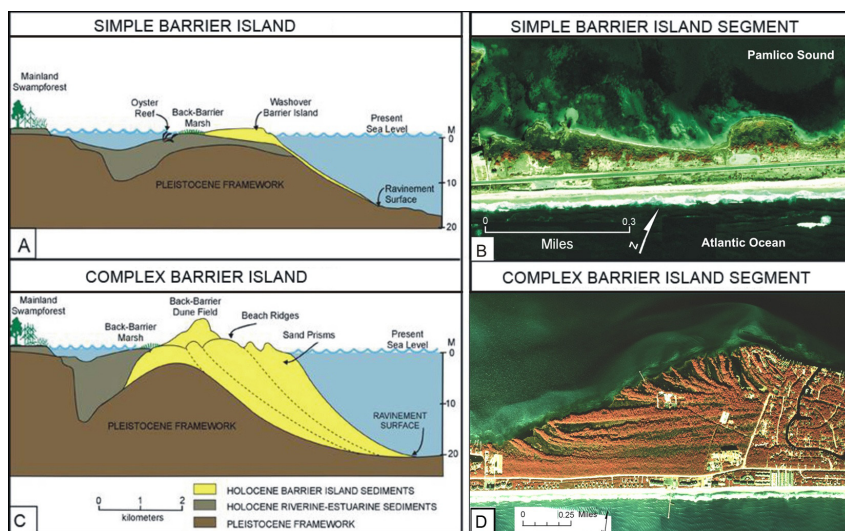 SIMPLE BARRIER ISLAND
Mainland
Swampforest
Oyster
Reef
Back-Barrier
Marsh
Washover
Barrier Island
Present
Sea Level
M
0
10
20
PLEISTOCENE FRAMEWORK
Ravinement
Surface
A
SIMPLE BARRIER ISLAND SEGMENT
Pamlico Sound
0
0.3
Miles
N
Atlantic Ocean
B
COMPLEX BARRIER ISLAND
Mainland
Swampforest
Back-Barrier
Marsh
Back-Barrier
Dune Field
Beach Ridges
Sand Prisms
Present
Sea Level
M
0
10
20
PLEISTOCENE FRAMEWORK
RAVINEMENT
SURFACE
0 1 2
kilometers
HOLOCENE BARRIER ISLAND SEDIMENTS
HOLOCENE RIVERINE-ESTUARINE SEDIMENTS
PLEISTOCENE FRAMEWORK
C
COMPLEX BARRIER ISLAND SEGMENT
0 0.25 Miles
D